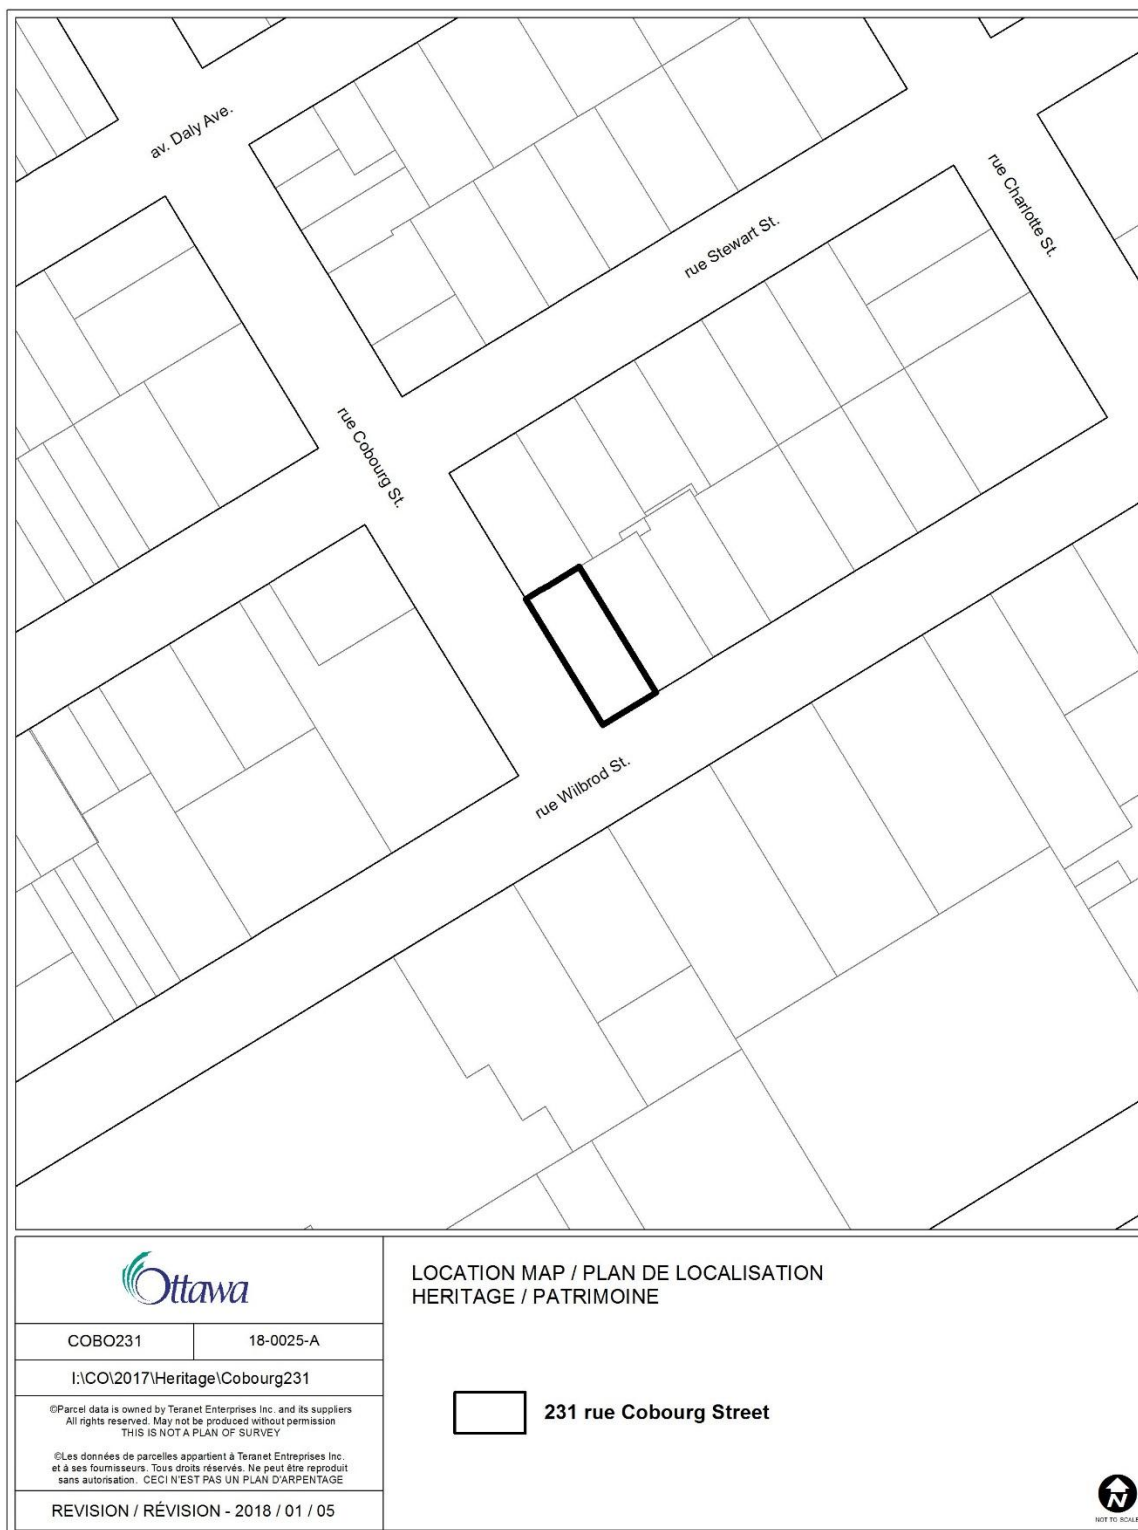 av. Daly Ave.
rue Charlotte St.
rue Stewart St.
rue Cobourg St.
rue Wilbrod St.
Ottawa
COBO231
18-0025-A
I:\CO\2017\Heritage\Cobourg231
©Parcel data is owned by Teranet Enterprises Inc. and its suppliers
All rights reserved. May not be produced without permission
THIS IS NOT A PLAN OF SURVEY
©Les données de parcelles appartient à Teranet Entreprises Inc.
et à ses fournisseurs. Tous droits réservés. Ne peut être reproduit
sans autorisation. CECI N'EST PAS UN PLAN D'ARPENTAGE
REVISION / RÉVISION - 2018 / 01 / 05
LOCATION MAP / PLAN DE LOCALISATION
HERITAGE / PATRIMOINE
231 rue Cobourg Street
N
NOT TO SCALE